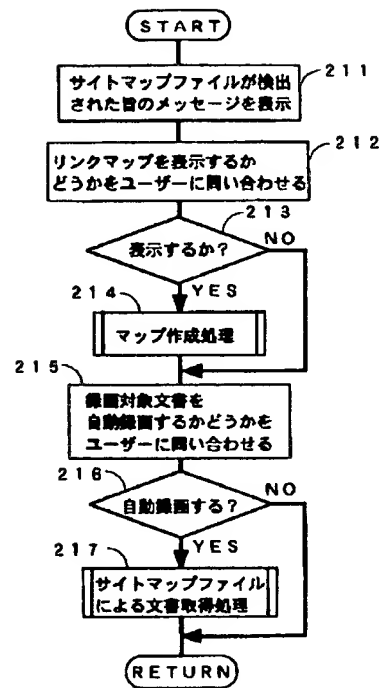 START
サイトマップファイルが検出
された旨のメッセージを表示
211
リンクマップを表示するか
どうかをユーザーに問い合わせる
212
表示するか?
213
NO
YES
214
マップ作成処理
215
録画対象文書を
自動録画するかどうかを
ユーザーに問い合わせる
216
自動録画する?
NO
YES
217
サイトマップファイル
による文書取得処理
RETURN